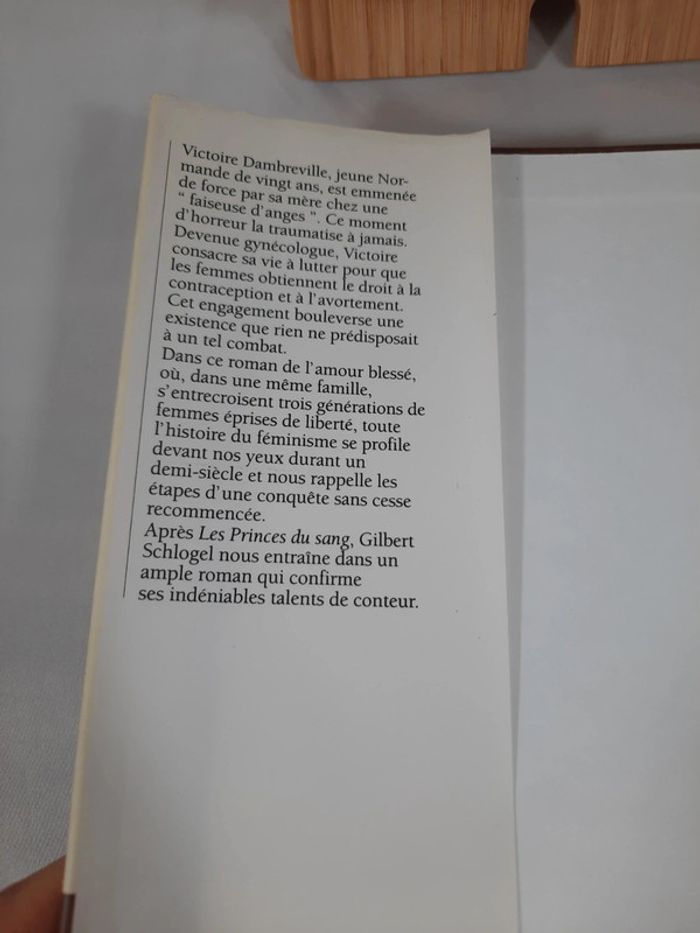 Victoire Dambreville, jeune Nor-
mande de vingt ans, est emmenée
de force par sa mère chez une
“ faiseuse d'anges ”. Ce moment
d'horreur la traumatise à jamais.
Devenue gynécologue, Victoire
consacre sa vie à lutter pour que
les femmes obtiennent le droit à la
contraception et à l'avortement.
Cet engagement bouleverse une
existence que rien ne prédisposait
à un tel combat.
Dans ce roman de l'amour blessé,
où, dans une même famille,
s'entrecroisent trois générations de
femmes éprises de liberté, toute
l'histoire du féminisme se profile
devant nos yeux durant un
demi-siècle et nous rappelle les
étapes d'une conquête sans cesse
recommencée.
Après Les Princes du sang, Gilbert
Schlogel nous entraîne dans un
ample roman qui confirme
ses indéniables talents de conteur.